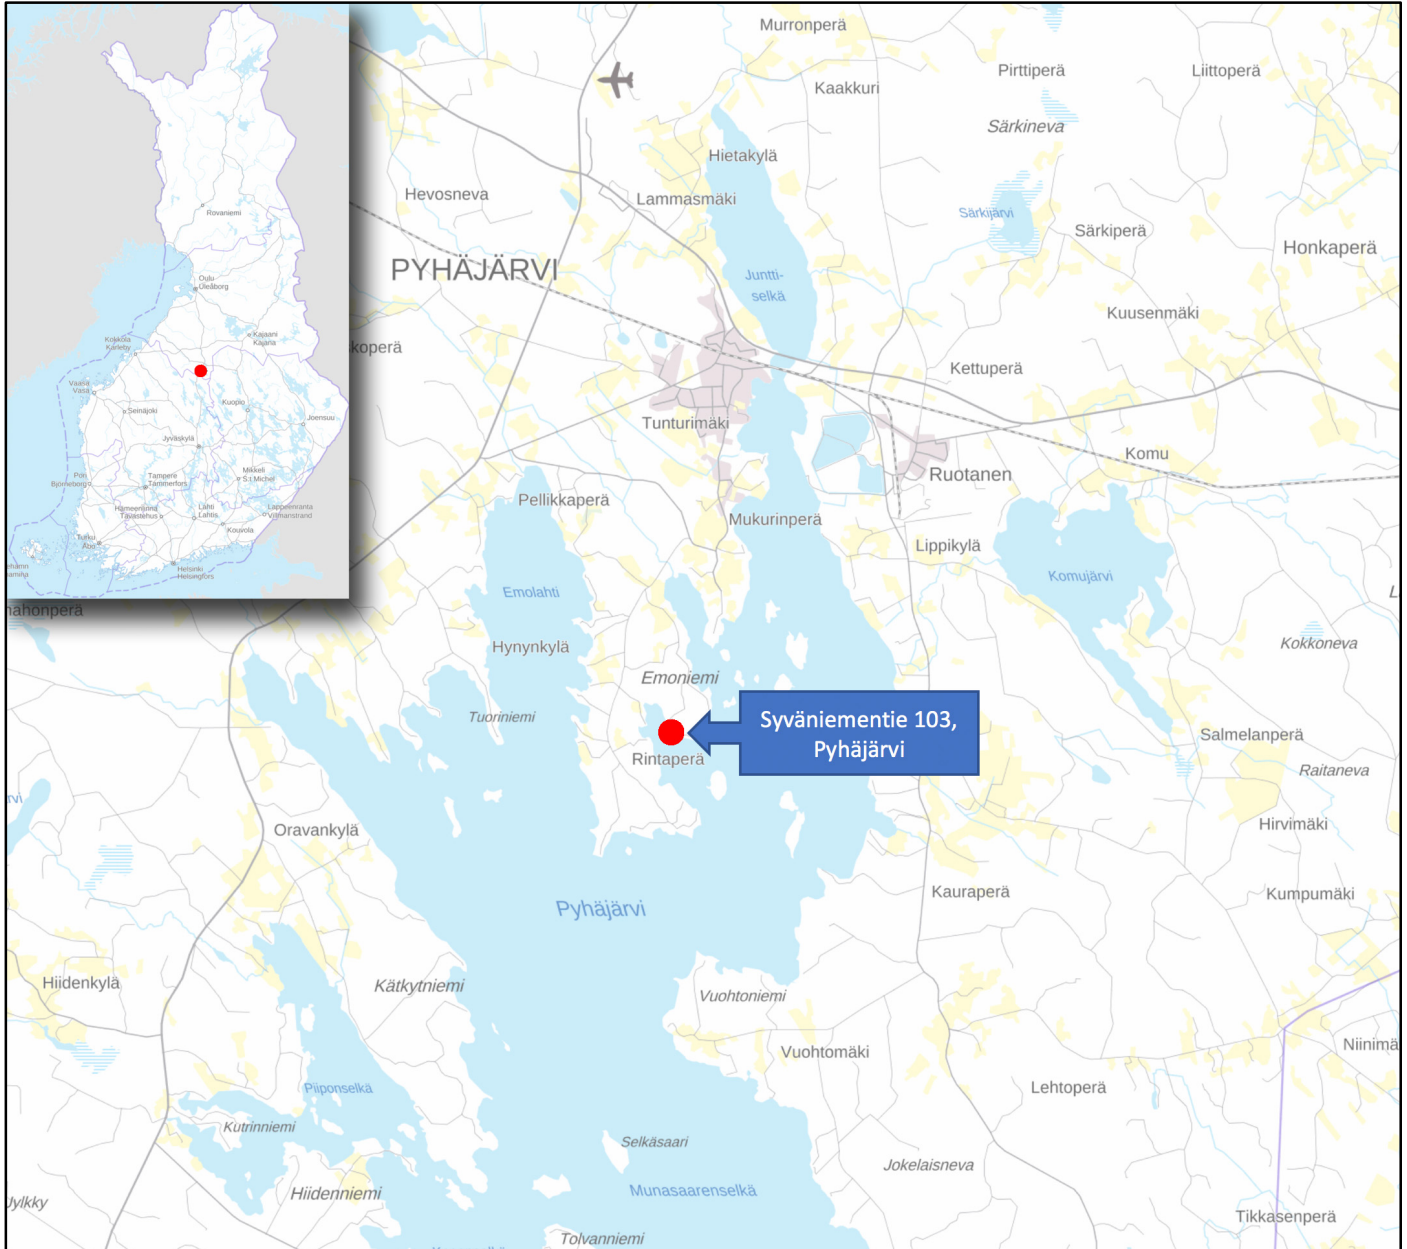 Rovaniemi
Oulu
Uleåborg
Kajaani
Kajana
Kokkola
Karleby
Vaasa
Vasa
Seinäjoki
Kuopio
Joensuu
Jyväskylä
Pori
Björneborg
Tampere
Tammerfors
Mikkeli
S:t Michel
Hämeenlinna
Tavastehus
Lahti
Lahtis
Lappeenranta
Villmanstrand
Kouvola
Turku
Åbo
Helsinki
Helsingfors
Murronperä
Kaakkuri
Pirttiperä
Liittoperä
Särkineva
Hietakylä
Hevosneva
Lammasmäki
Särkijärvi
Särkiperä
Honkaperä
PYHÄJÄRVI
Juntti-
selkä
Kuusenmäki
koperä
Kettuperä
Tunturimäki
Komu
Ruotanen
Pellikkaperä
Mukurinperä
Lippikylä
Komujärvi
Emolahti
nahonperä
Hynynkylä
Kokkoneva
Emoniemi
Tuoriniemi
Syväniementie 103,
Pyhäjärvi
Salmelanperä
Rintaperä
Raitaneva
rvi
Oravankylä
Hirvimäki
Kauraperä
Kumpumäki
Pyhäjärvi
Hiidenkylä
Kätkytniemi
Vuohtoniemi
Vuohtomäki
Niinimä
Piiponselkä
Lehtoperä
Kutrinniemi
Selkäsaari
Jokelaisneva
Hiidenniemi
Munasaarenselkä
Jylkky
Tikkasenperä
Tolvanniemi